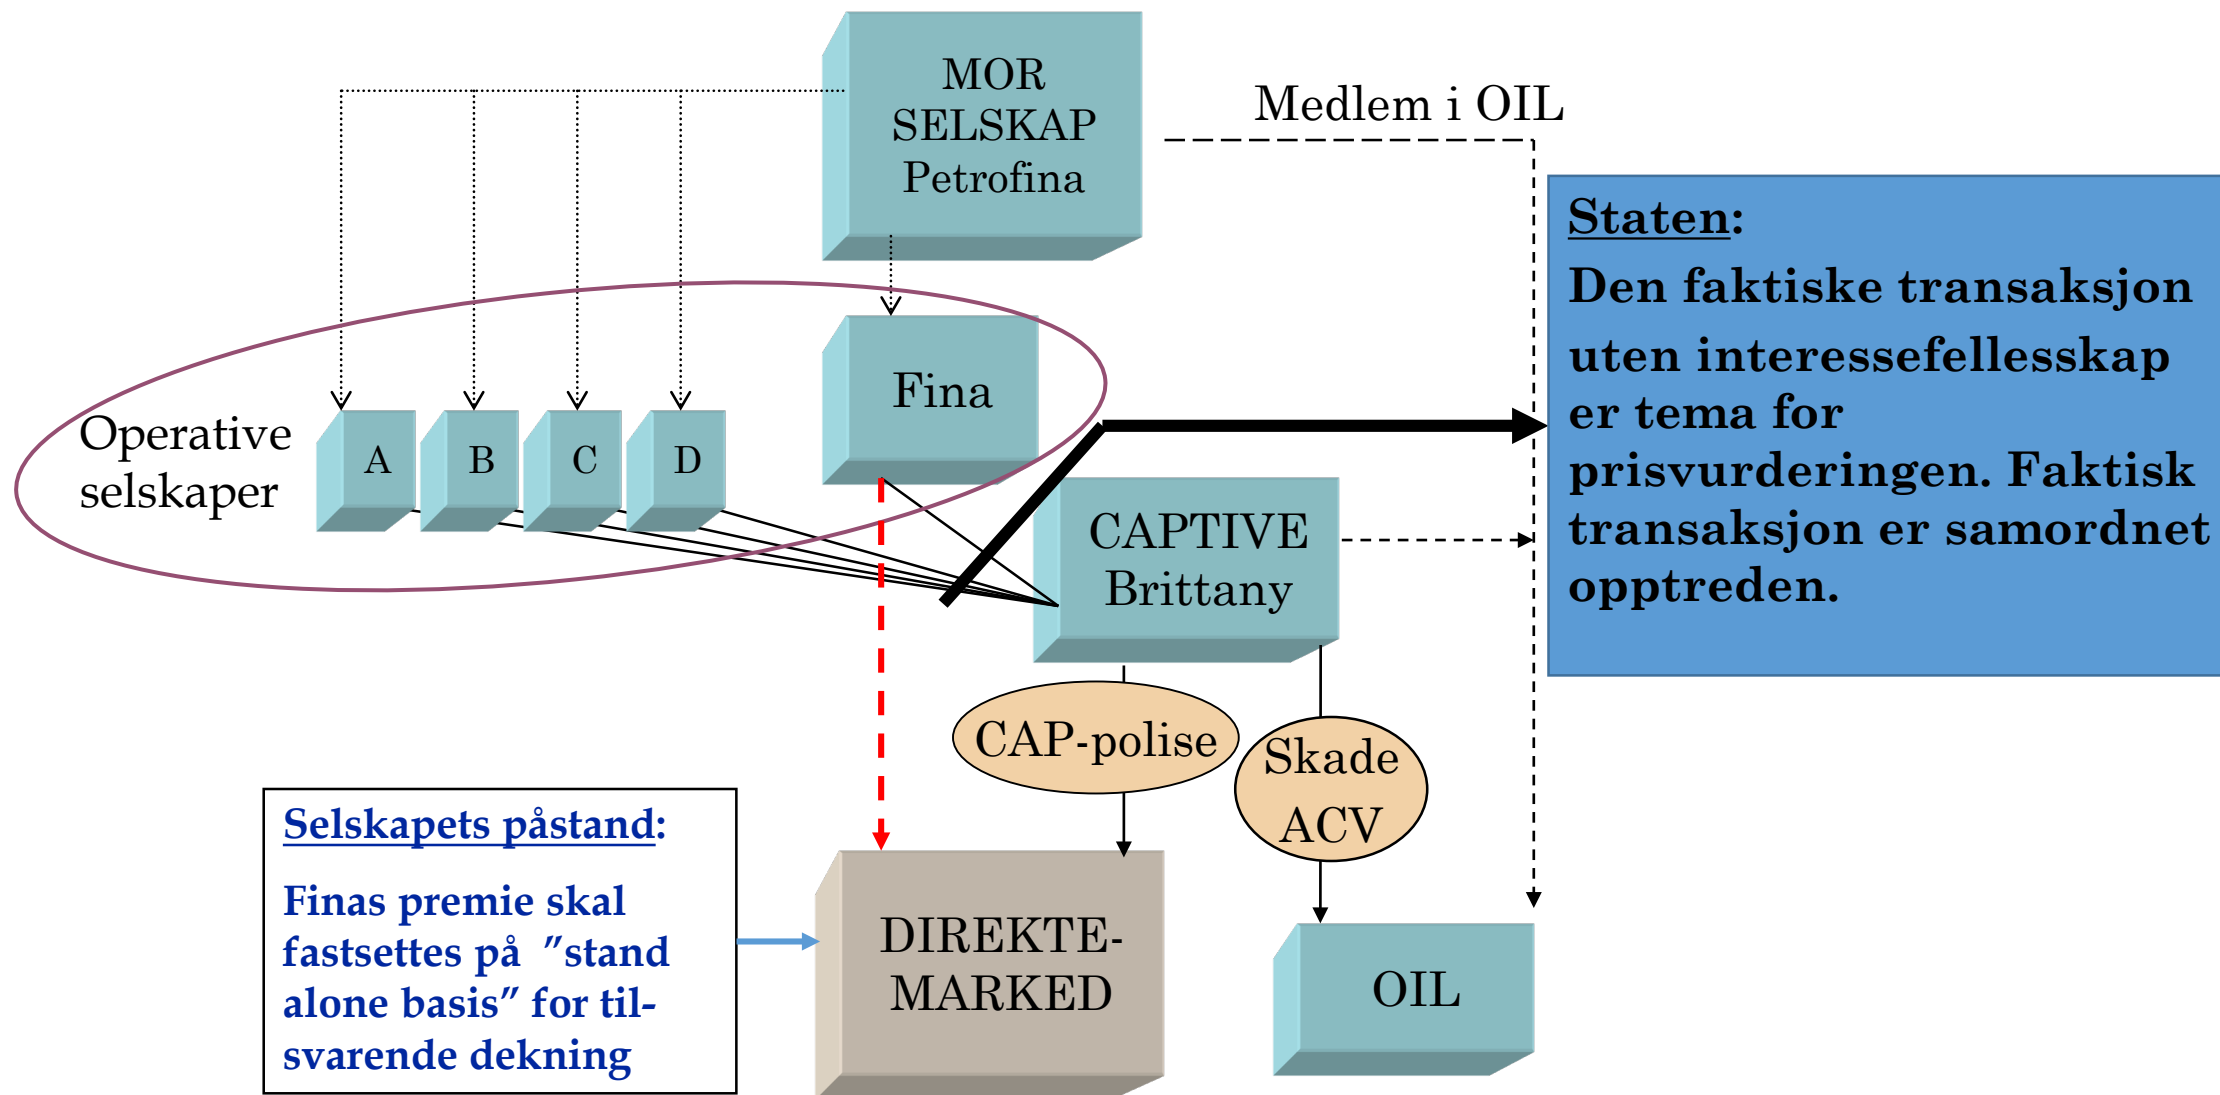 MOR
SELSKAP
Petrofina
Medlem i OIL
Staten:
Den faktiske transaksjon
uten interessefellesskap
er tema for
prisvurderingen. Faktisk
transaksjon er samordnet
opptreden.
Fina
Operative
selskaper
A
B
C
D
CAPTIVE
Brittany
CAP-polise
Skade
ACV
Selskapets påstand:
Finas premie skal
fastsettes på ”stand
alone basis” for til-
svarende dekning
DIREKTE-
MARKED
OIL